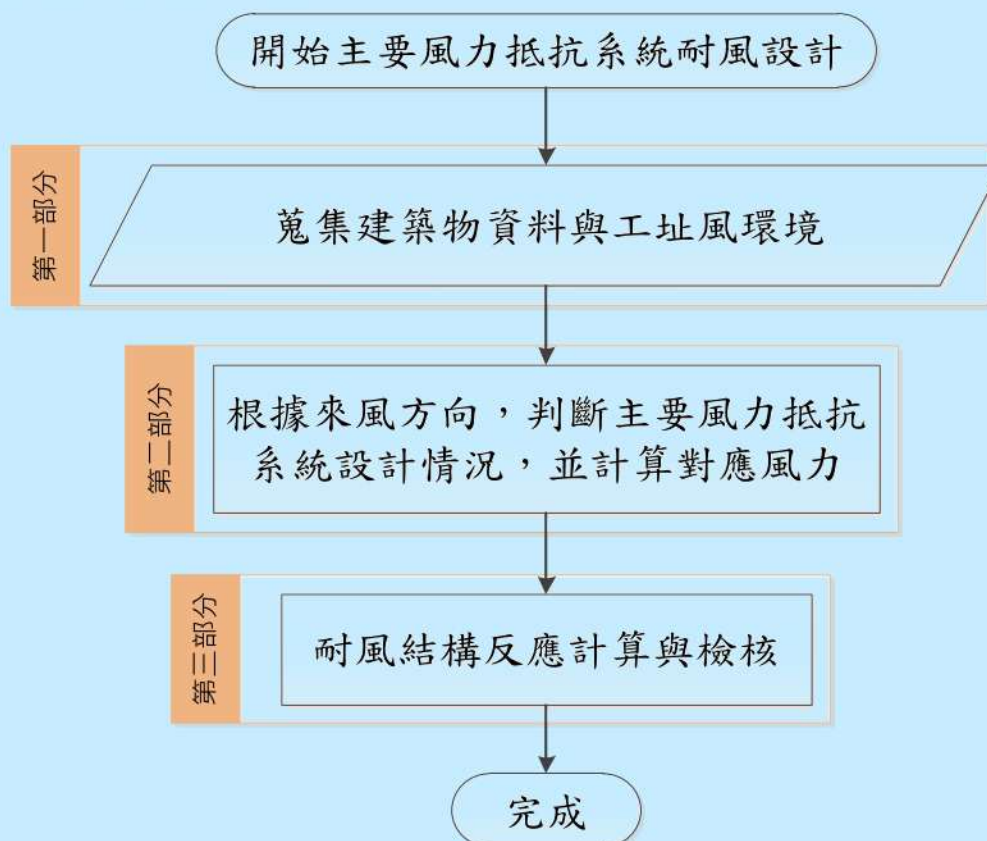 開始主要風力抵抗系統耐風設計
第一部分
蒐集建築物資料與工址風環境
第二部分
根據來風方向，判斷主要風力抵抗
系統設計情況，並計算對應風力
第三部分
耐風結構反應計算與檢核
完成